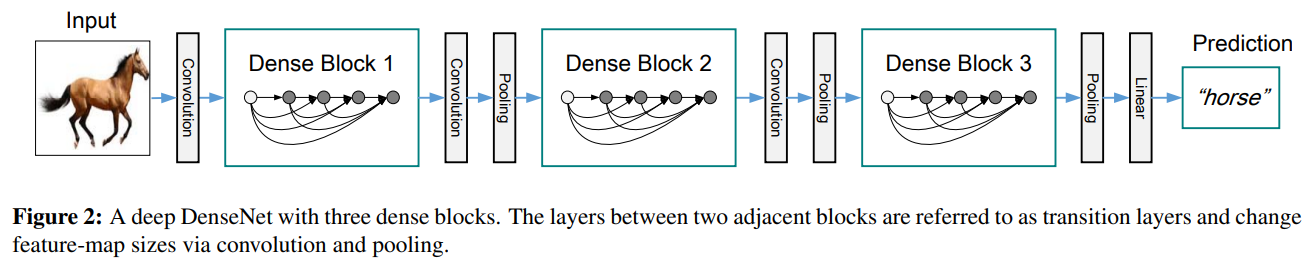 Input
Convolution
Dense Block 1
Convolution
Pooling
Dense Block 2
Convolution
Pooling
Dense Block 3
Pooling
Linear
Prediction
“horse”
Figure 2: A deep DenseNet with three dense blocks. The layers between two adjacent blocks are referred to as transition layers and change
feature-map sizes via convolution and pooling.